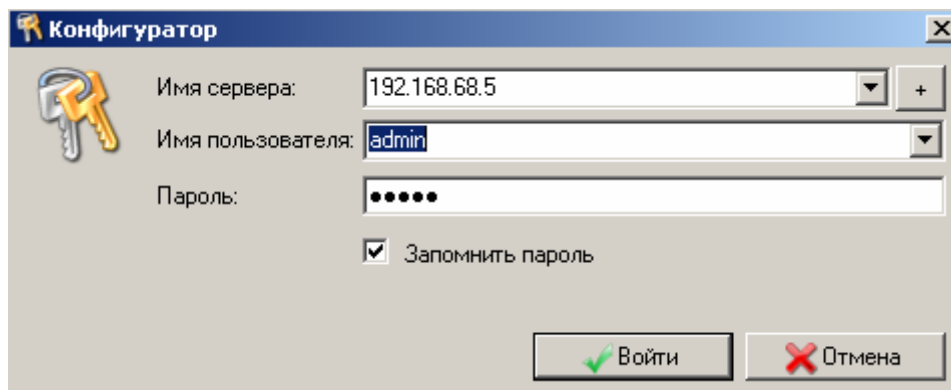 Конфигуратор
Имя сервера: 192.168.68.5 +
Имя пользователя: admin
Пароль: •••••
Запомнить пароль
Войти Отмена